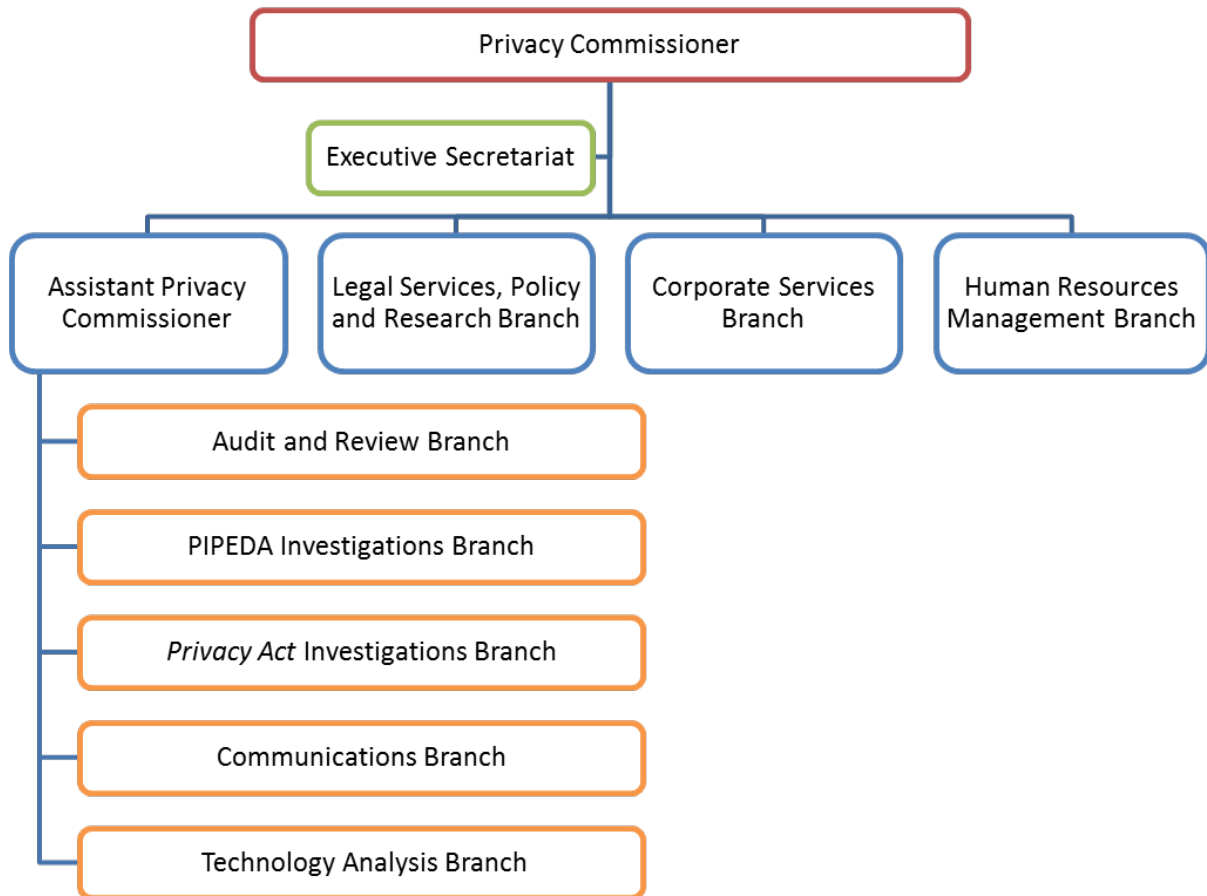 Privacy Commissioner
Executive Secretariat
Assistant Privacy
Commissioner
Legal Services, Policy
and Research Branch
Corporate Services
Branch
Human Resources
Management Branch
Audit and Review Branch
PIPEDA Investigations Branch
Privacy Act Investigations Branch
Communications Branch
Technology Analysis Branch